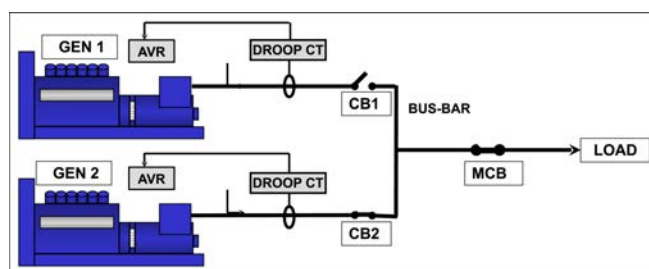 GEN 1
AVR
DROOP CT
CB1
BUS-BAR
GEN 2
AVR
DROOP CT
CB2
MCB
LOAD